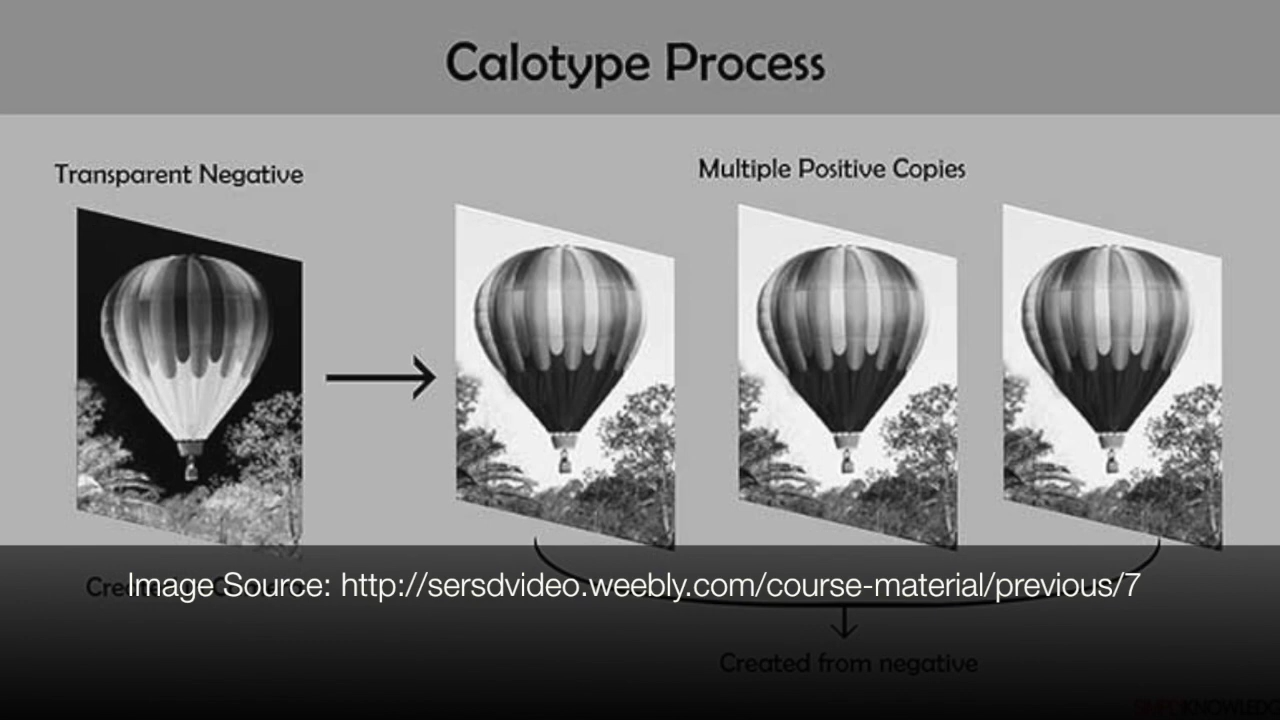 Calotype Process
Transparent Negative
Multiple Positive Copies
Image Source: http://sersdvideo.weebly.com/course-material/previous/7
Created from negative